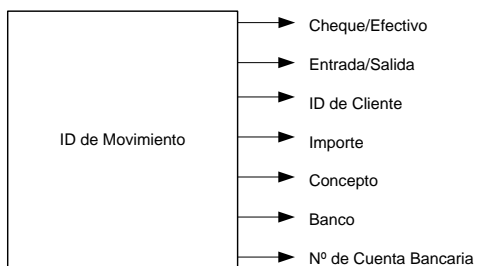 Cheque/Efectivo
Entrada/Salida
ID de Cliente
ID de Movimiento
Importe
Concepto
Banco
Nº de Cuenta Bancaria